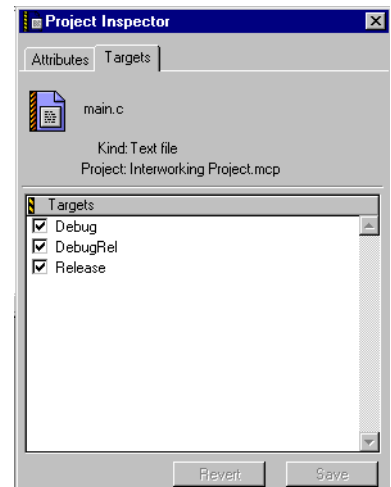 Project Inspector
Attributes Targets
main.c
Kind: Text file
Project: Interworking Project.mcp
Targets
Debug
DebugRel
Release
Revert Save